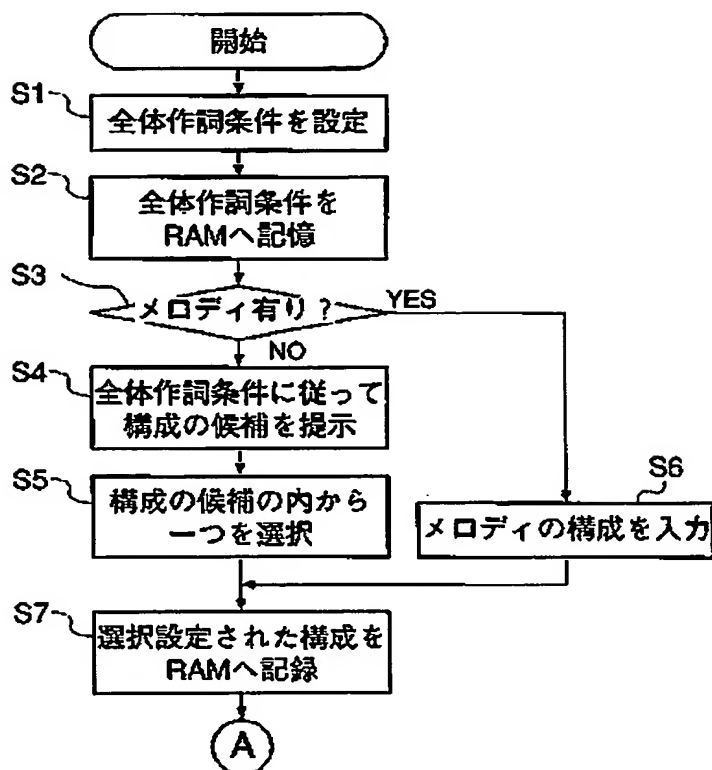 開始
S1
全体作詞条件を設定
S2
全体作詞条件を
RAMへ記憶
S3
メロディ有り?
YES
NO
S4
全体作詞条件に従って
構成の候補を提示
S5
構成の候補の内から
一つを選択
S6
メロディの構成を入力
S7
選択設定された構成を
RAMへ記録
A